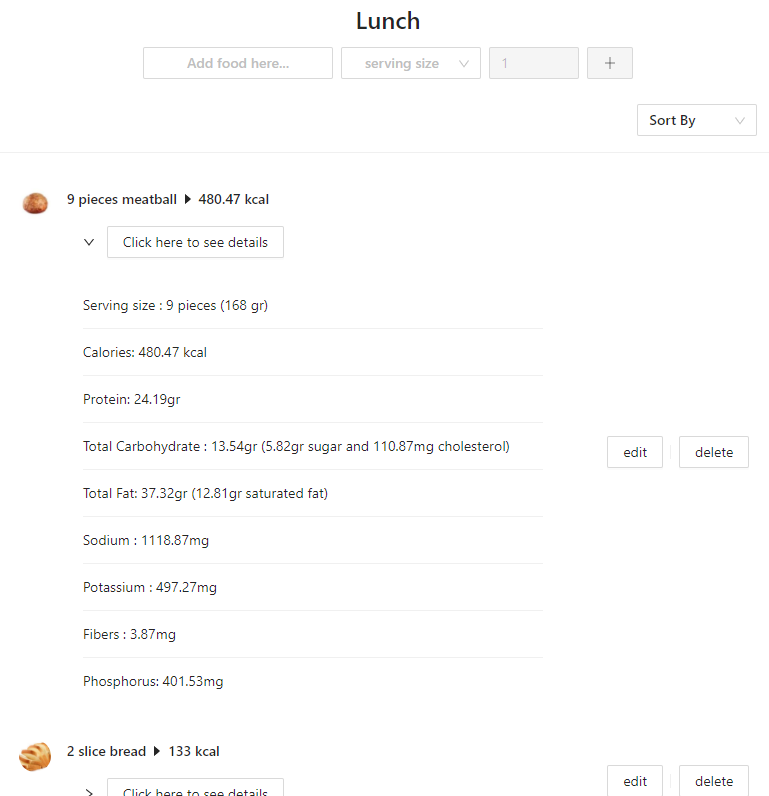 Lunch
Add food here... serving size 1 +
Sort By
9 pieces meatball 480.47 kcal
Click here to see details
Serving size : 9 pieces (168 gr)
Calories: 480.47 kcal
Protein: 24.19gr
Total Carbohydrate : 13.54gr (5.82gr sugar and 110.87mg cholesterol)
edit delete
Total Fat: 37.32gr (12.81gr saturated fat)
Sodium : 1118.87mg
Potassium : 497.27mg
Fibers : 3.87mg
Phosphorus: 401.53mg
2 slice bread 133 kcal
edit delete
Click here to see details